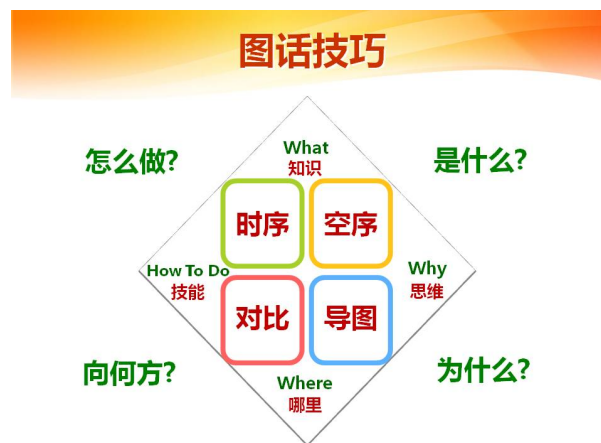 图话技巧
怎么做?
What
知识
是什么?
时序
空序
How To Do
技能
Why
思维
对比
导图
向何方?
Where
哪里
为什么?